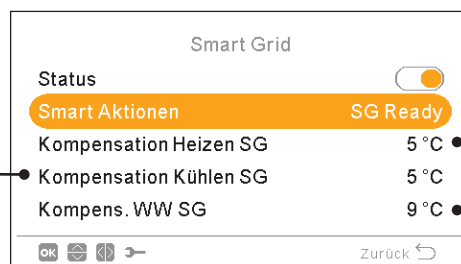 Smart Grid
Status
Smart Aktionen SG Ready
Kompensation Heizen SG 5 °C
Kompensation Kühlen SG 5 °C
Kompens. WW SG 9 °C
OK Zurück